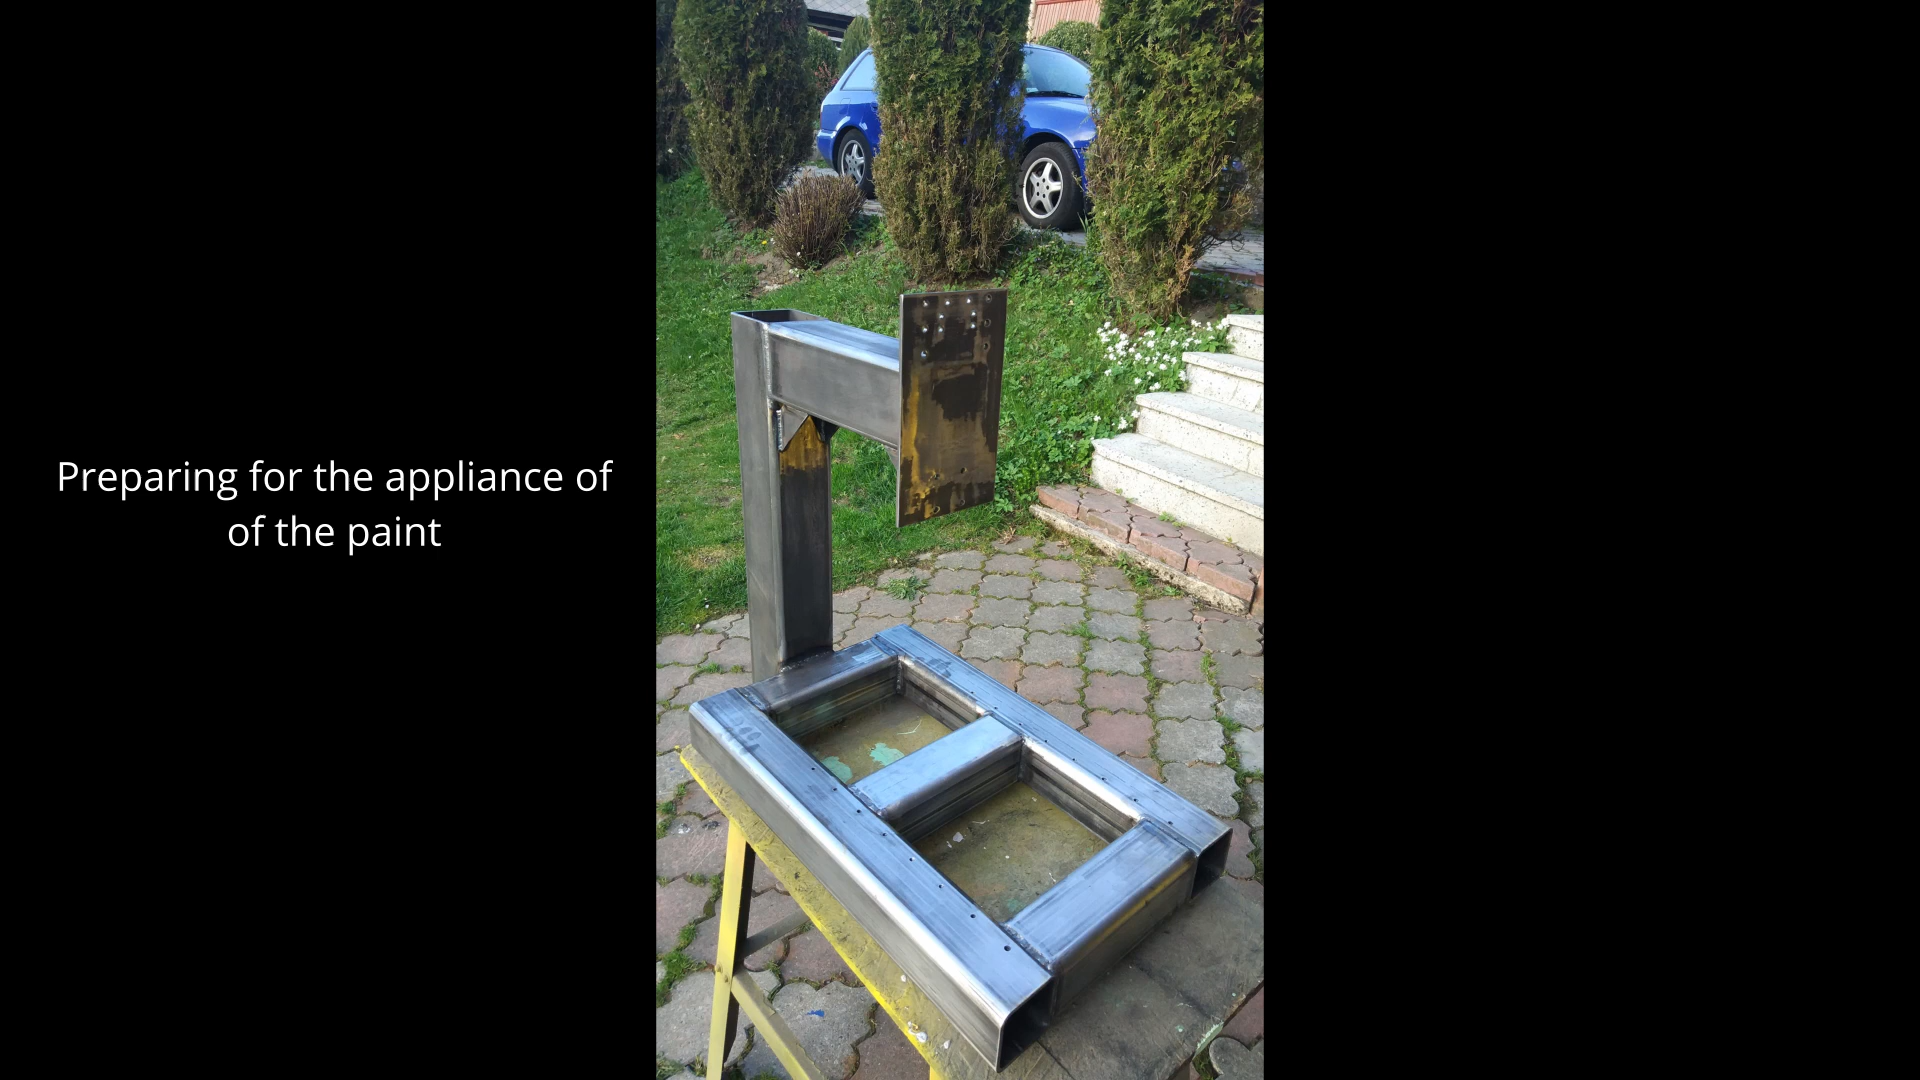 Preparing for the appliance of
of the paint